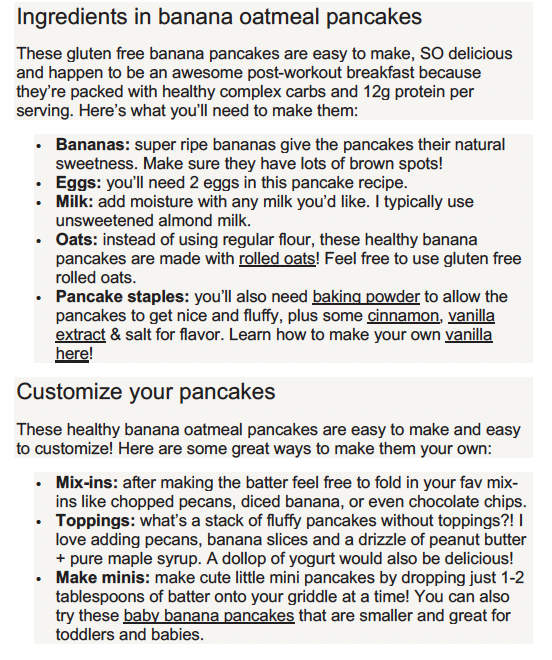 Ingredients in banana oatmeal pancakes
These gluten free banana pancakes are easy to make, SO delicious
and happen to be an awesome post-workout breakfast because
they’re packed with healthy complex carbs and 12g protein per
serving. Here’s what you’ll need to make them:
• Bananas: super ripe bananas give the pancakes their natural
sweetness. Make sure they have lots of brown spots!
• Eggs: you’ll need 2 eggs in this pancake recipe.
• Milk: add moisture with any milk you’d like. I typically use
unsweetened almond milk.
• Oats: instead of using regular flour, these healthy banana
pancakes are made with rolled oats! Feel free to use gluten free
rolled oats.
• Pancake staples: you’ll also need baking powder to allow the
pancakes to get nice and fluffy, plus some cinnamon, vanilla
extract & salt for flavor. Learn how to make your own vanilla
here!
Customize your pancakes
These healthy banana oatmeal pancakes are easy to make and easy
to customize! Here are some great ways to make them your own:
• Mix-ins: after making the batter feel free to fold in your fav mix-
ins like chopped pecans, diced banana, or even chocolate chips.
• Toppings: what’s a stack of fluffy pancakes without toppings?! I
love adding pecans, banana slices and a drizzle of peanut butter
+ pure maple syrup. A dollop of yogurt would also be delicious!
• Make minis: make cute little mini pancakes by dropping just 1-2
tablespoons of batter onto your griddle at a time! You can also
try these baby banana pancakes that are smaller and great for
toddlers and babies.